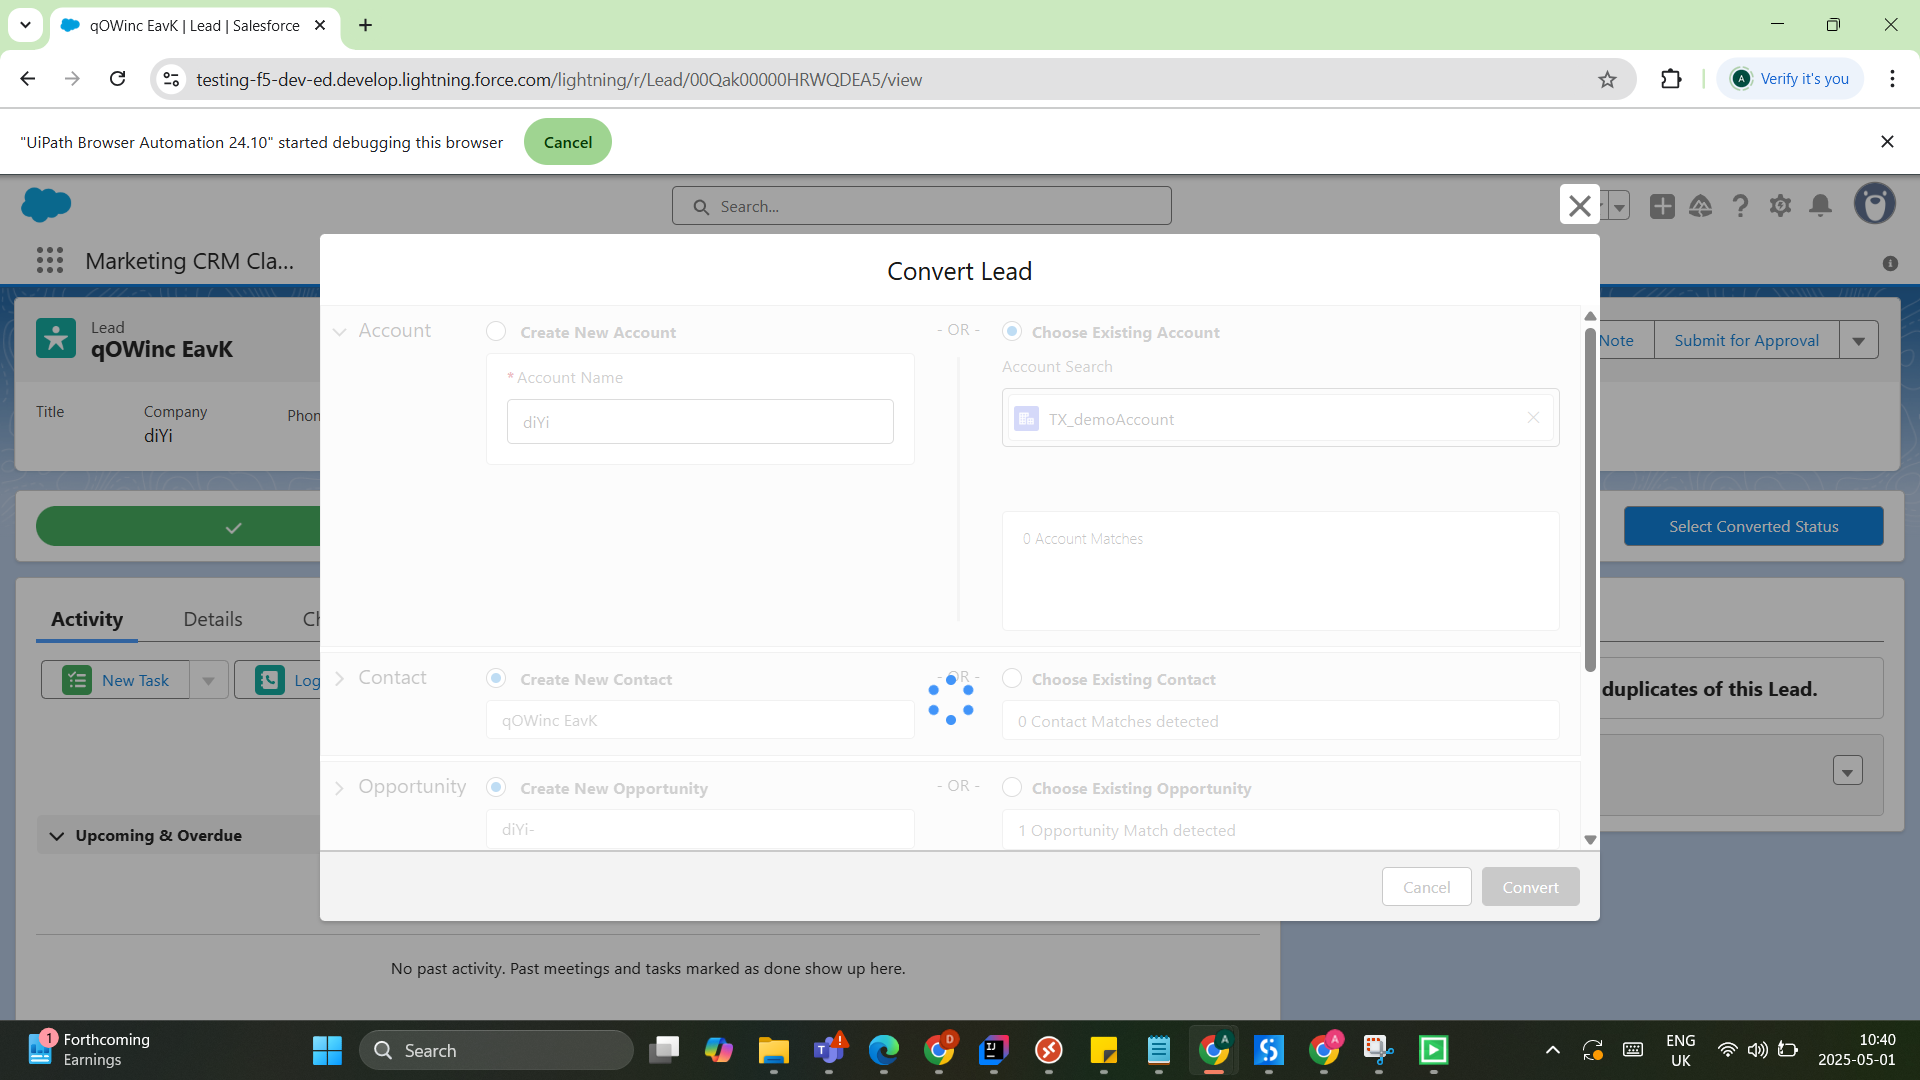 qOWinc EavK | Lead | Salesforce
testing-f5-dev-ed.develop.lightning.force.com/lightning/r/Lead/00Qak00000HRWQDEA5/view
A
Verify it's you
"UiPath Browser Automation 24.10" started debugging this browser
Cancel
Search...
Marketing CRM Cla...
Convert Lead
Lead
qOWinc EavK
Note
Submit for Approval
Title
Company
Phon
diYi
Account
Create New Account
- OR -
Choose Existing Account
* Account Name
diYi
Account Search
TX_demoAccount
0 Account Matches
Select Converted Status
Activity
Details
Ch
New Task
Log
Contact
Create New Contact
- OR -
Choose Existing Contact
qOWinc EavK
0 Contact Matches detected
duplicates of this Lead.
Opportunity
Create New Opportunity
- OR -
Choose Existing Opportunity
diYi-
1 Opportunity Match detected
Upcoming & Overdue
Cancel
Convert
No past activity. Past meetings and tasks marked as done show up here.
1
Forthcoming
Earnings
Search
D
A
A
ENG
UK
10:40
2025-05-01